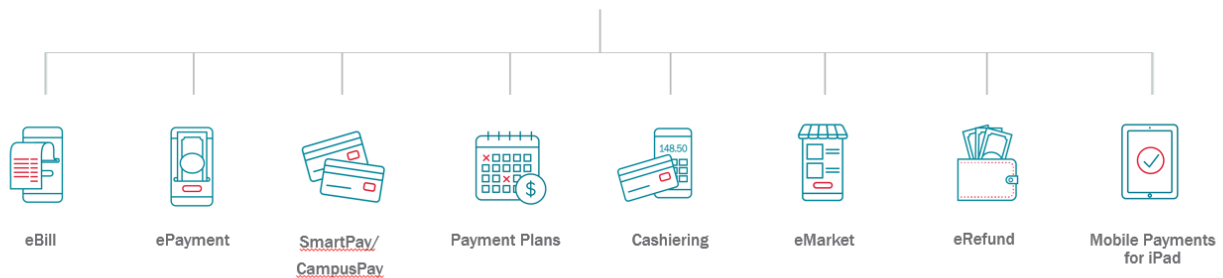 148.50
$
eBill
ePayment
SmartPay/
CampusPay
Payment Plans
Cashiering
eMarket
eRefund
Mobile Payments
for iPad